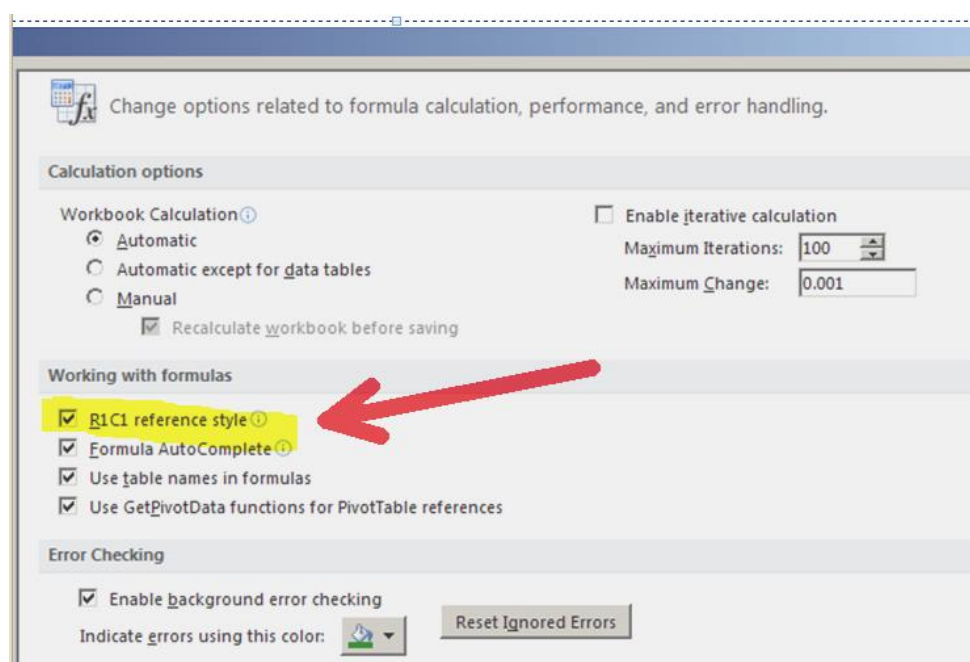 fx
Change options related to formula calculation, performance, and error handling.
Calculation options
Workbook Calculation
Automatic
Automatic except for data tables
Manual
Recalculate workbook before saving
Enable iterative calculation
Maximum Iterations: 100
Maximum Change: 0.001
Working with formulas
R1C1 reference style
Formula AutoComplete
Use table names in formulas
Use GetPivotData functions for PivotTable references
Error Checking
Enable background error checking
Indicate errors using this color:
Reset Ignored Errors